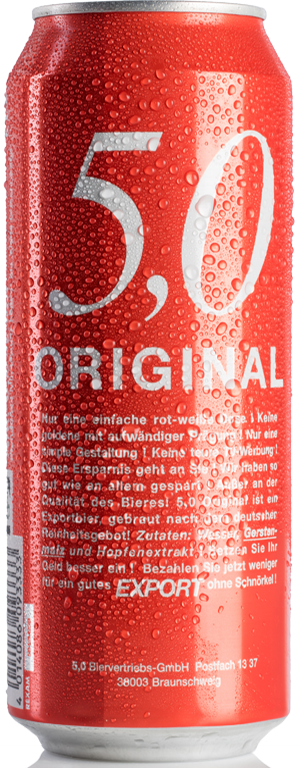 5,0
ORIGINAL
Nur eine einfache rot-weiße Dose ! Keine
goldene mit aufwändiger Prägung ! Nur eine
simple Gestaltung ! Keine teure TV-Werbung !
Diese Ersparnis geht an Sie ! Wir haben so
gut wie an allem gespart ! Außer an der
Qualität des Bieres! 5,0 Original ist ein
Exportbier, gebraut nach dem deutschen
Reinheitsgebot! Zutaten: Wasser, Gersten-
malz und Hopfenextrakt ! Setzen Sie Ihr
Geld besser ein ! Bezahlen Sie jetzt weniger
für ein gutes EXPORT ohne Schnörkel !
5,0 Biervertriebs-GmbH Postfach 13 37
38003 Braunschweig